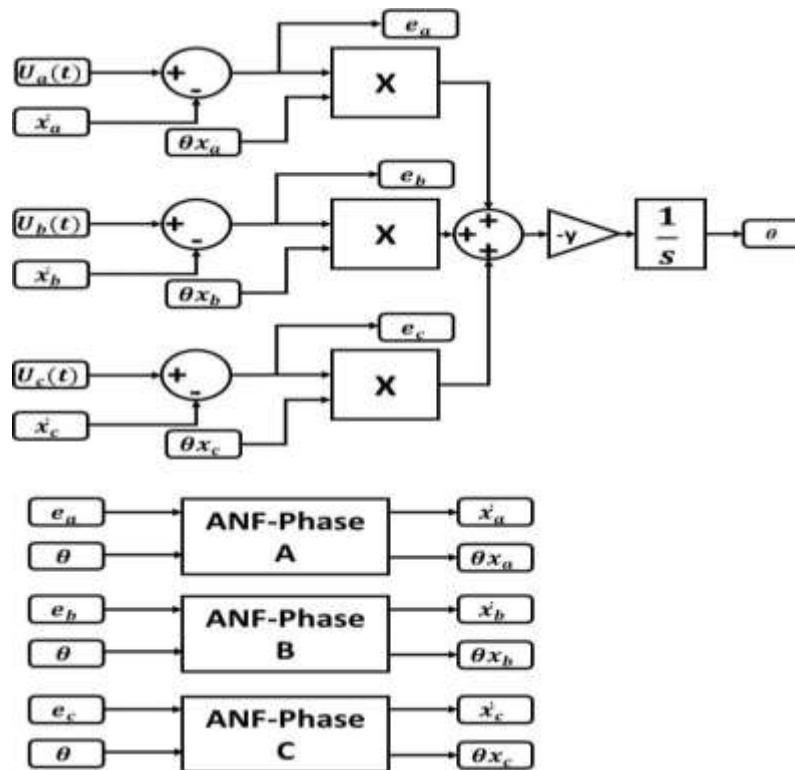 e_a
U_a(t)
+
-
X
ẋ_a
θx_a
e_b
U_b(t)
+
-
X
ẋ_b
θx_b
+
+
+
-γ
1/s
θ
e_c
U_c(t)
+
-
X
ẋ_c
θx_c
e_a
θ
ANF-Phase
A
ẋ_a
θx_a
e_b
θ
ANF-Phase
B
ẋ_b
θx_b
e_c
θ
ANF-Phase
C
ẋ_c
θx_c